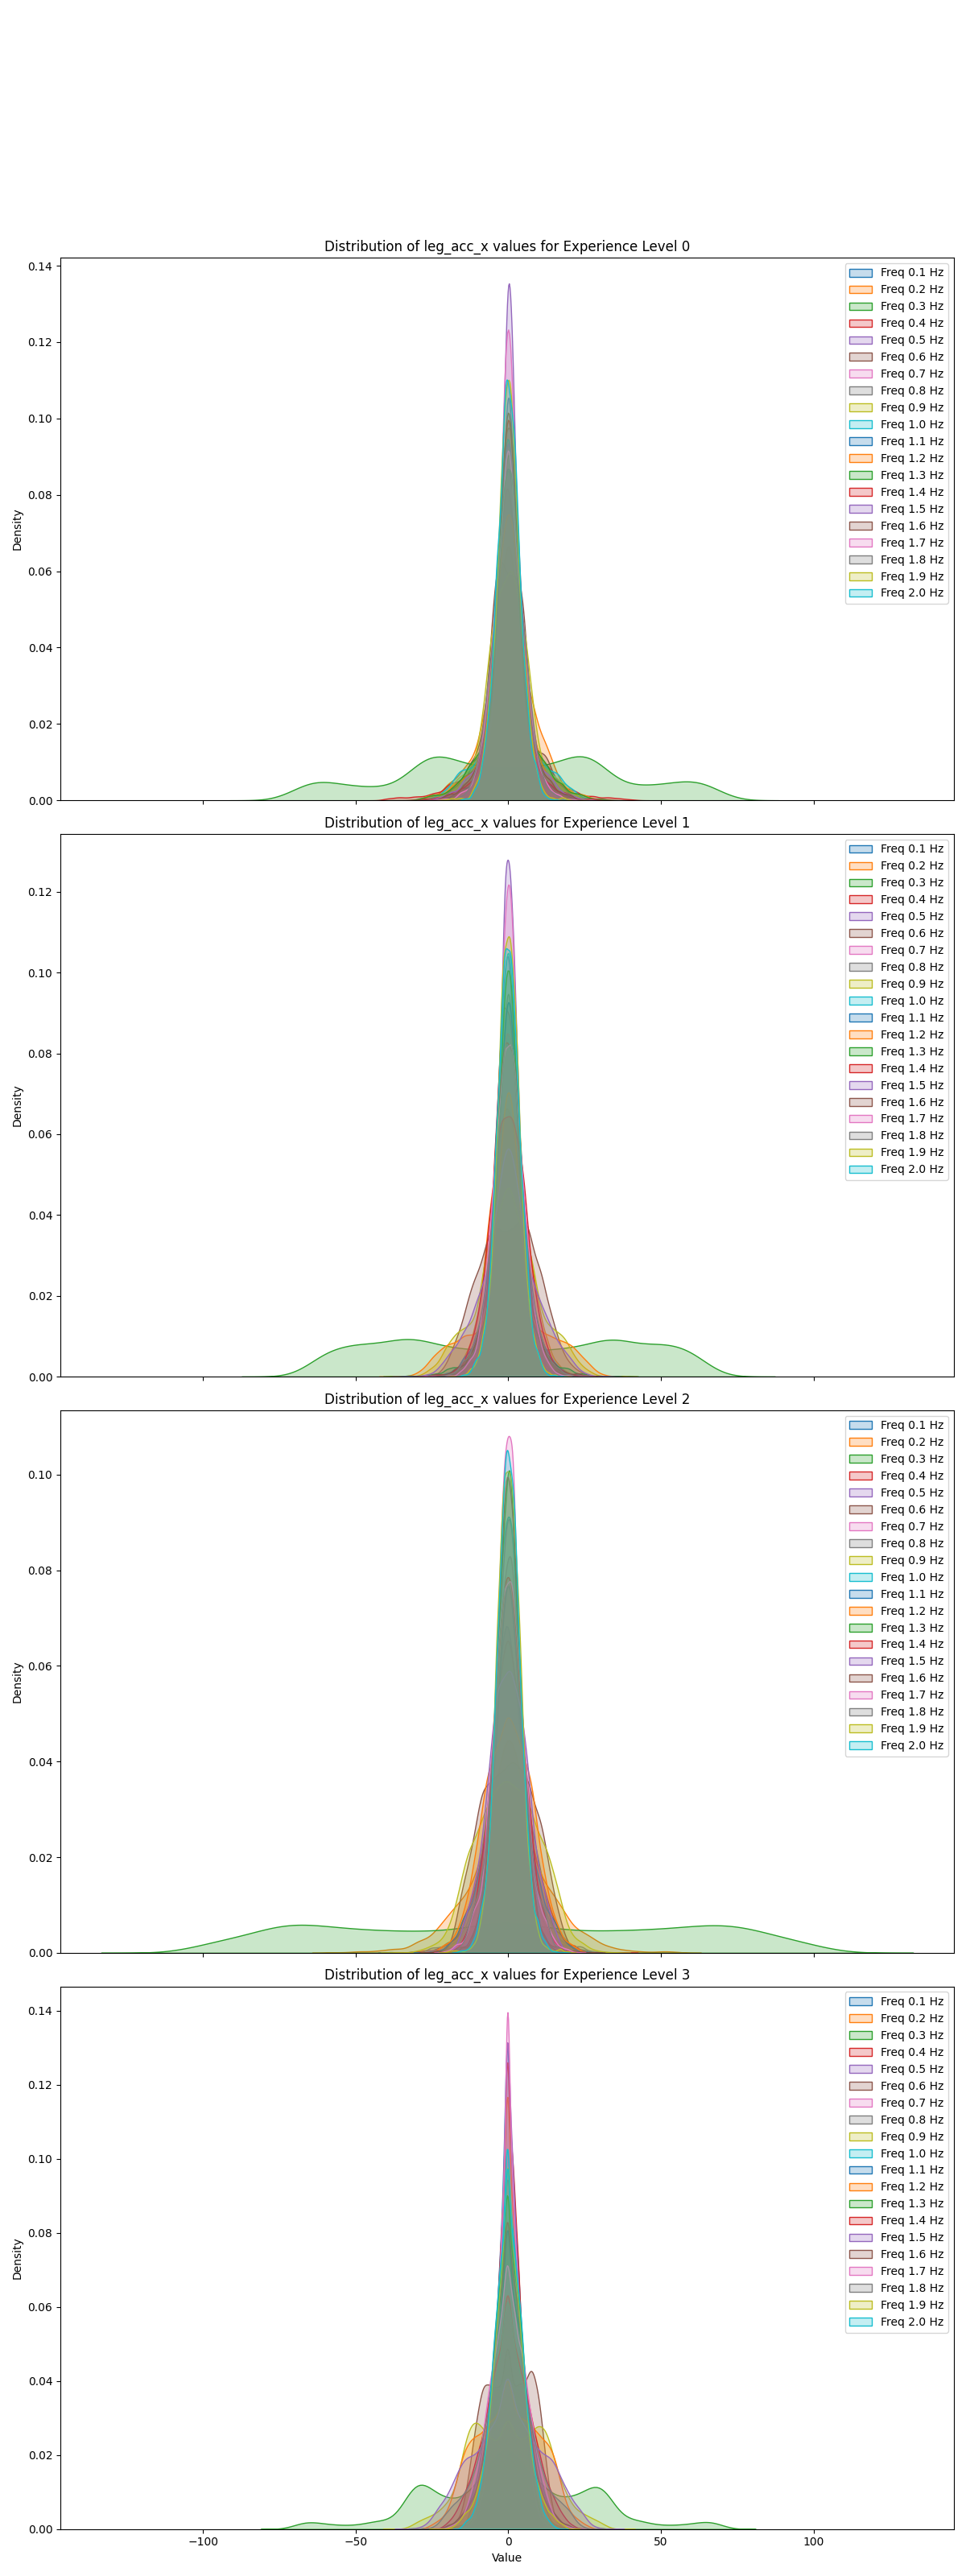 Distribution of leg_acc_x values for Experience Level 0
0.14
0.12
0.10
0.08
0.06
0.04
0.02
0.00
Density
Freq 0.1 Hz
Freq 0.2 Hz
Freq 0.3 Hz
Freq 0.4 Hz
Freq 0.5 Hz
Freq 0.6 Hz
Freq 0.7 Hz
Freq 0.8 Hz
Freq 0.9 Hz
Freq 1.0 Hz
Freq 1.1 Hz
Freq 1.2 Hz
Freq 1.3 Hz
Freq 1.4 Hz
Freq 1.5 Hz
Freq 1.6 Hz
Freq 1.7 Hz
Freq 1.8 Hz
Freq 1.9 Hz
Freq 2.0 Hz
Distribution of leg_acc_x values for Experience Level 1
0.12
0.10
0.08
0.06
0.04
0.02
0.00
Density
Freq 0.1 Hz
Freq 0.2 Hz
Freq 0.3 Hz
Freq 0.4 Hz
Freq 0.5 Hz
Freq 0.6 Hz
Freq 0.7 Hz
Freq 0.8 Hz
Freq 0.9 Hz
Freq 1.0 Hz
Freq 1.1 Hz
Freq 1.2 Hz
Freq 1.3 Hz
Freq 1.4 Hz
Freq 1.5 Hz
Freq 1.6 Hz
Freq 1.7 Hz
Freq 1.8 Hz
Freq 1.9 Hz
Freq 2.0 Hz
Distribution of leg_acc_x values for Experience Level 2
0.10
0.08
0.06
0.04
0.02
0.00
Density
Freq 0.1 Hz
Freq 0.2 Hz
Freq 0.3 Hz
Freq 0.4 Hz
Freq 0.5 Hz
Freq 0.6 Hz
Freq 0.7 Hz
Freq 0.8 Hz
Freq 0.9 Hz
Freq 1.0 Hz
Freq 1.1 Hz
Freq 1.2 Hz
Freq 1.3 Hz
Freq 1.4 Hz
Freq 1.5 Hz
Freq 1.6 Hz
Freq 1.7 Hz
Freq 1.8 Hz
Freq 1.9 Hz
Freq 2.0 Hz
Distribution of leg_acc_x values for Experience Level 3
0.14
0.12
0.10
0.08
0.06
0.04
0.02
0.00
Density
Freq 0.1 Hz
Freq 0.2 Hz
Freq 0.3 Hz
Freq 0.4 Hz
Freq 0.5 Hz
Freq 0.6 Hz
Freq 0.7 Hz
Freq 0.8 Hz
Freq 0.9 Hz
Freq 1.0 Hz
Freq 1.1 Hz
Freq 1.2 Hz
Freq 1.3 Hz
Freq 1.4 Hz
Freq 1.5 Hz
Freq 1.6 Hz
Freq 1.7 Hz
Freq 1.8 Hz
Freq 1.9 Hz
Freq 2.0 Hz
−100 −50 0 50 100
Value